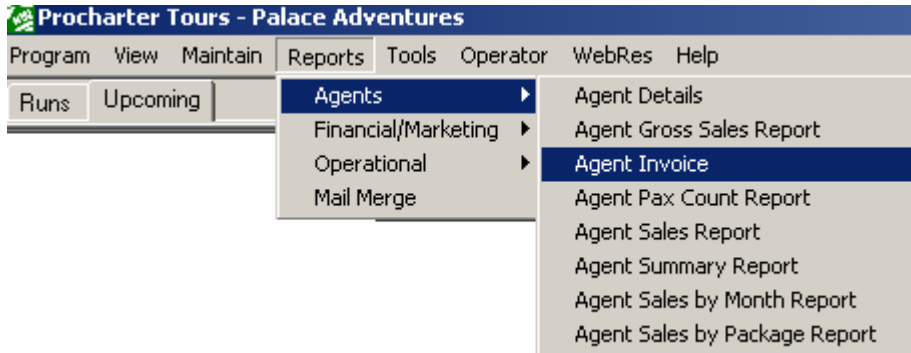 Procharter Tours - Palace Adventures
Program View Maintain Reports Tools Operator WebRes Help
Runs Upcoming
Agents
Financial/Marketing
Operational
Mail Merge
Agent Details
Agent Gross Sales Report
Agent Invoice
Agent Pax Count Report
Agent Sales Report
Agent Summary Report
Agent Sales by Month Report
Agent Sales by Package Report